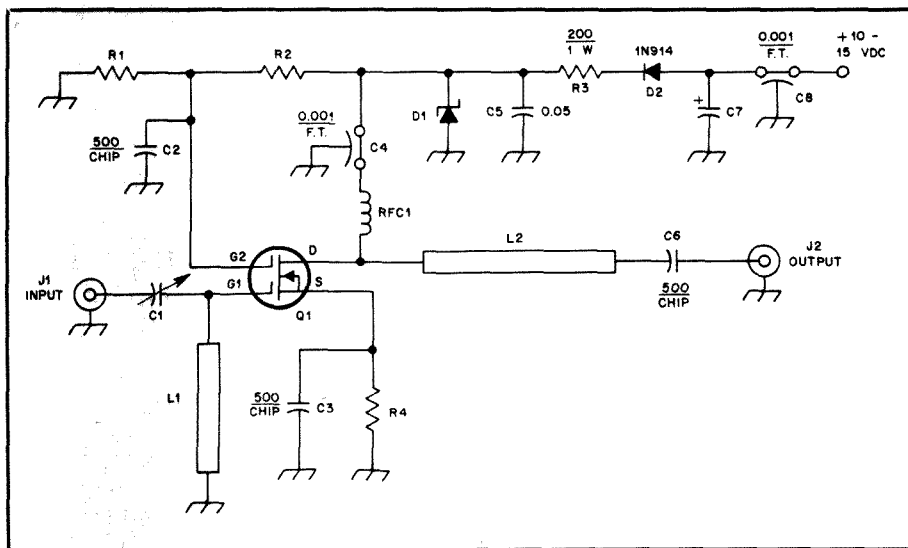 R1
R2
200
1 W
R3
1N914
D2
0.001
F.T.
C8
+10 -
15 VDC
500
CHIP
C2
0.001
F.T.
C4
D1
C5
0.05
+
C7
RFC1
J1
INPUT
C1
G2
G1
D
S
Q1
L2
C6
500
CHIP
J2
OUTPUT
L1
500
CHIP
C3
R4